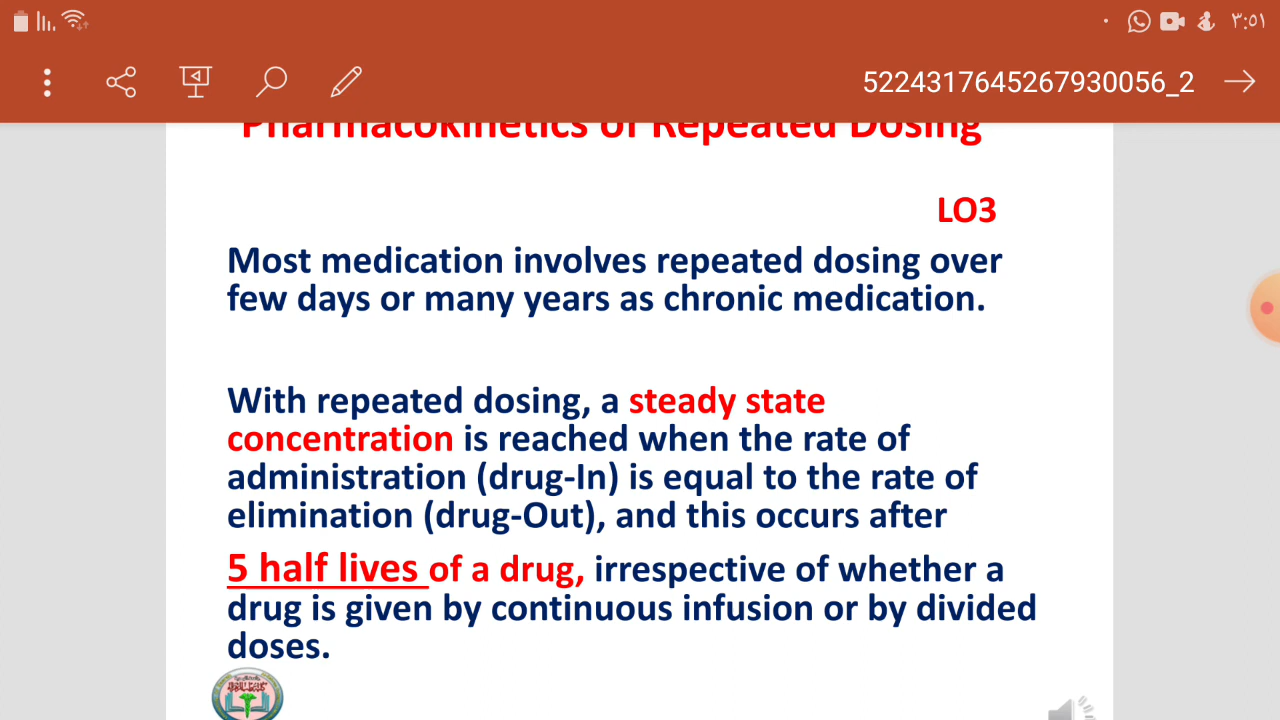 ٣:٥١
5224317645267930056_2
Pharmacokinetics of Repeated Dosing
LO3
Most medication involves repeated dosing over
few days or many years as chronic medication.
With repeated dosing, a steady state
concentration is reached when the rate of
administration (drug-In) is equal to the rate of
elimination (drug-Out), and this occurs after
5 half lives of a drug, irrespective of whether a
drug is given by continuous infusion or by divided
doses.